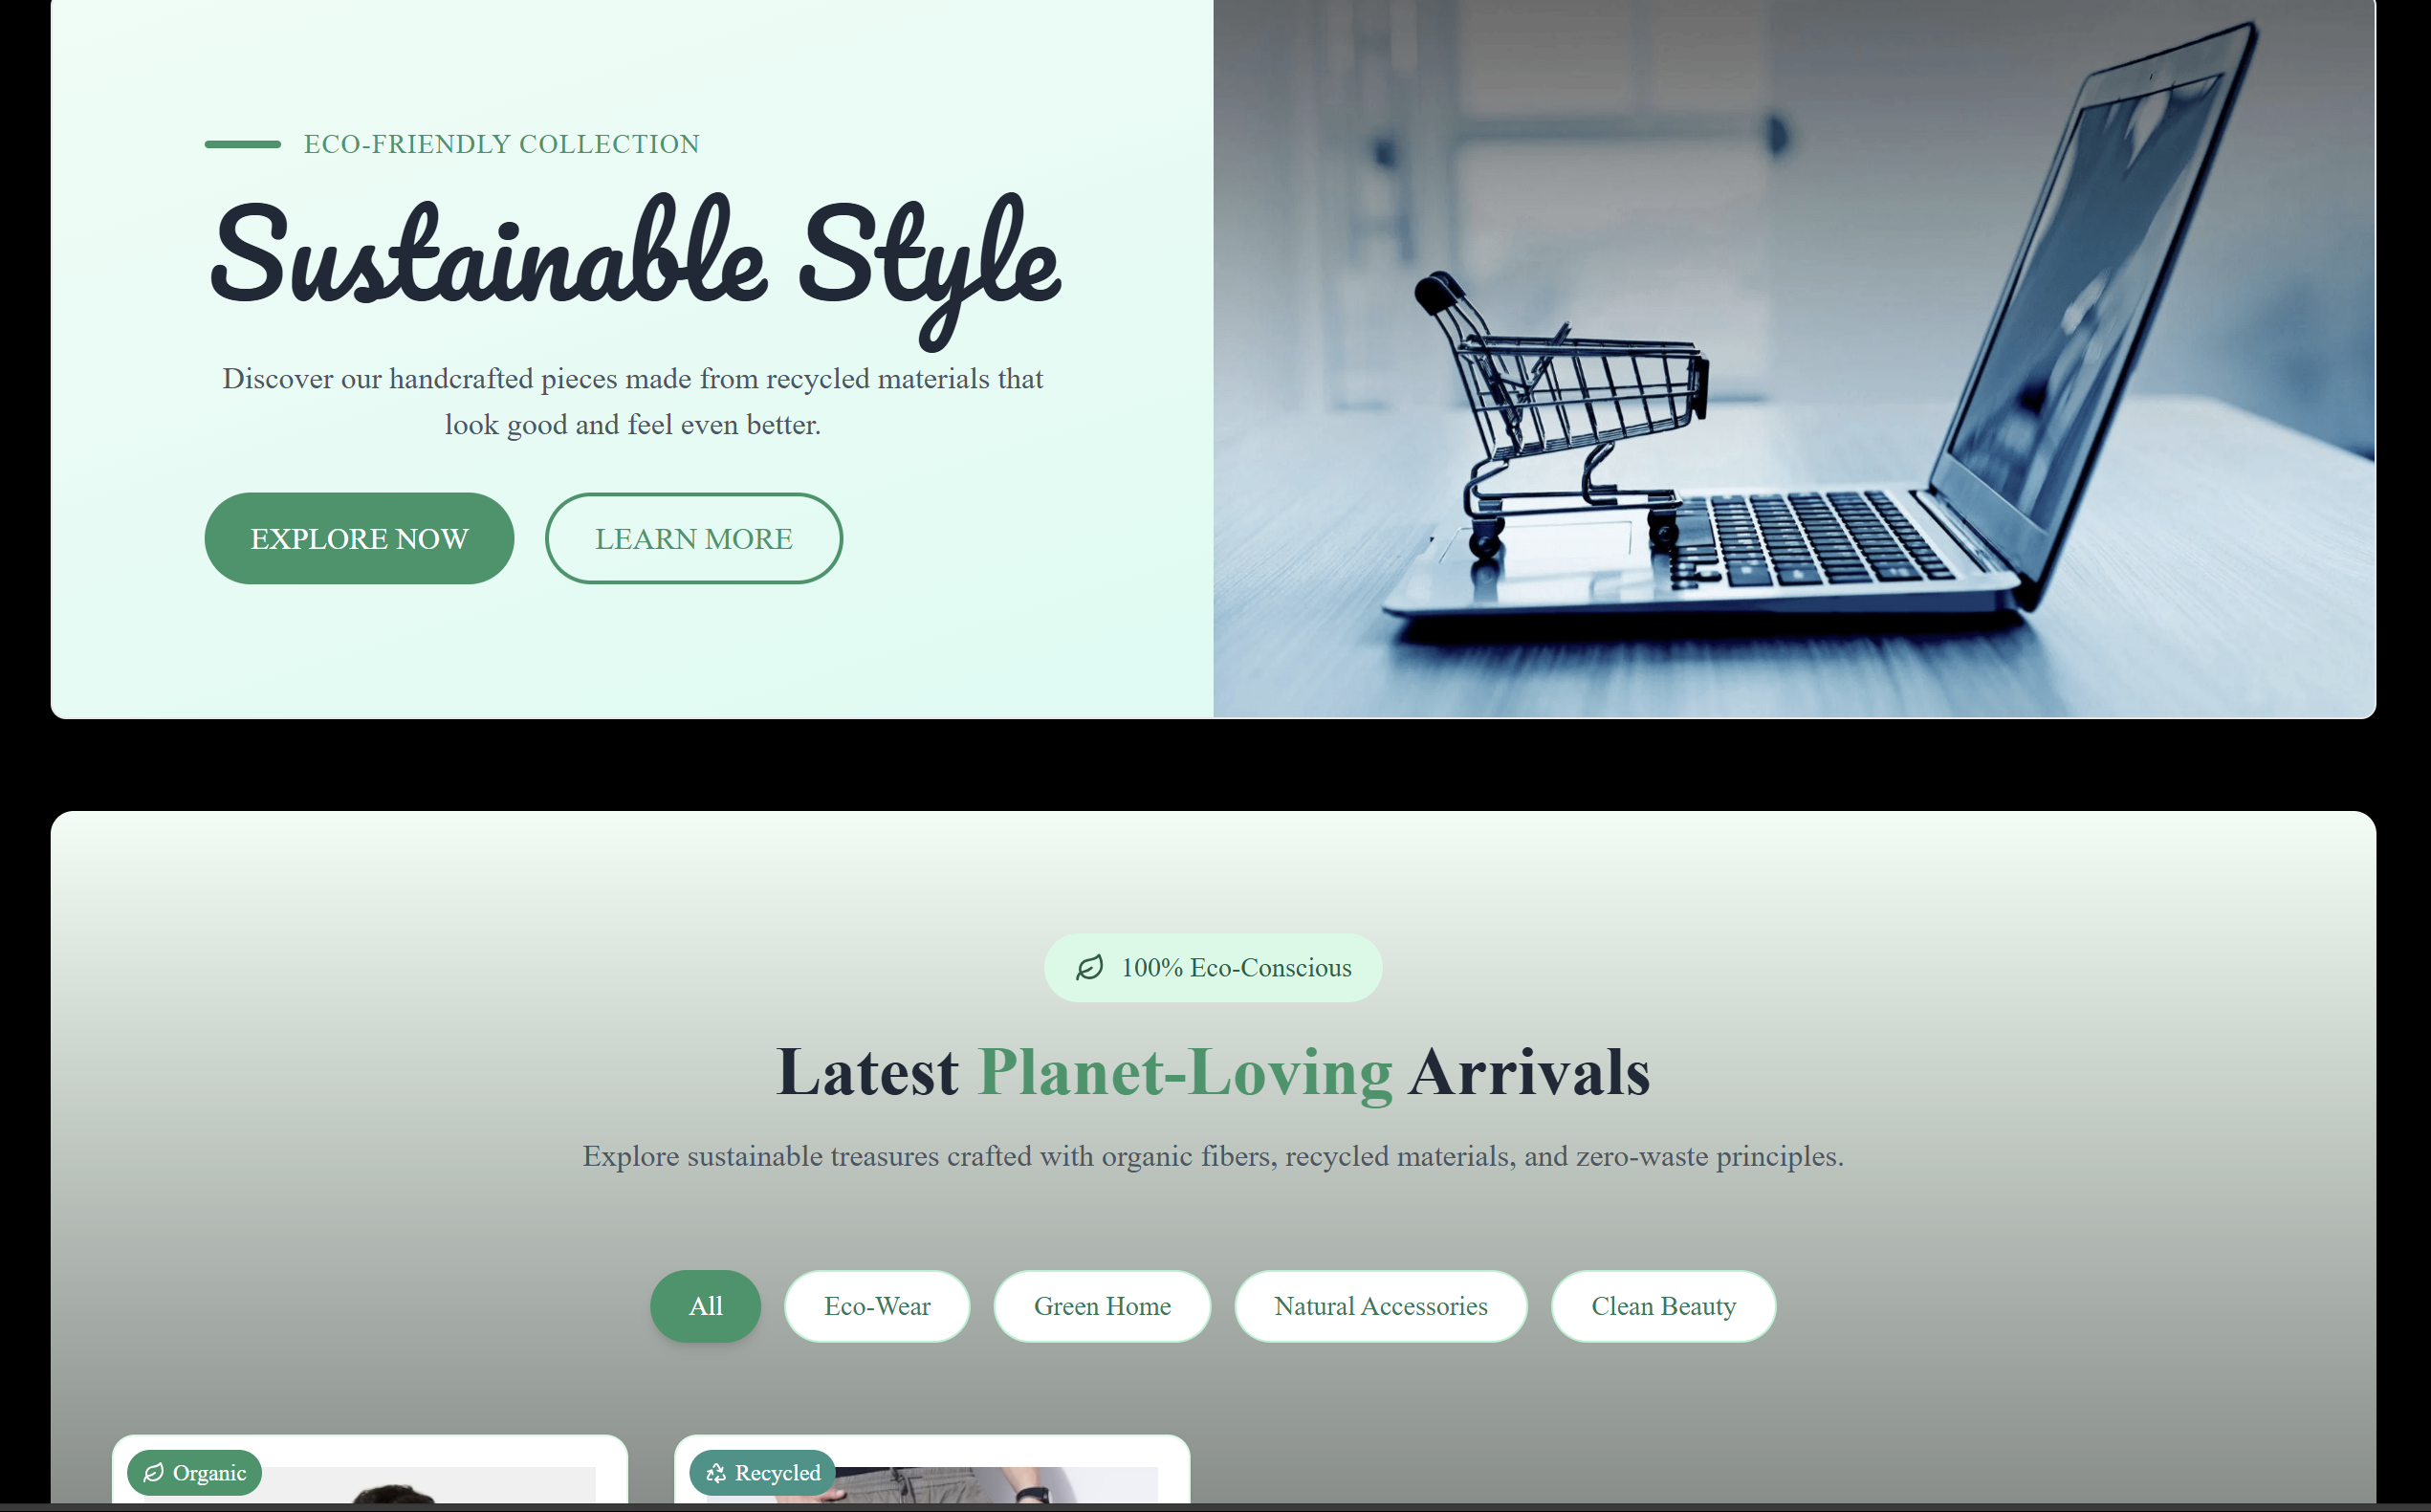 ECO-FRIENDLY COLLECTION
Sustainable Style
Discover our handcrafted pieces made from recycled materials that
look good and feel even better.
EXPLORE NOW
LEARN MORE
100% Eco-Conscious
Latest Planet-Loving Arrivals
Explore sustainable treasures crafted with organic fibers, recycled materials, and zero-waste principles.
All
Eco-Wear
Green Home
Natural Accessories
Clean Beauty
Organic
Recycled